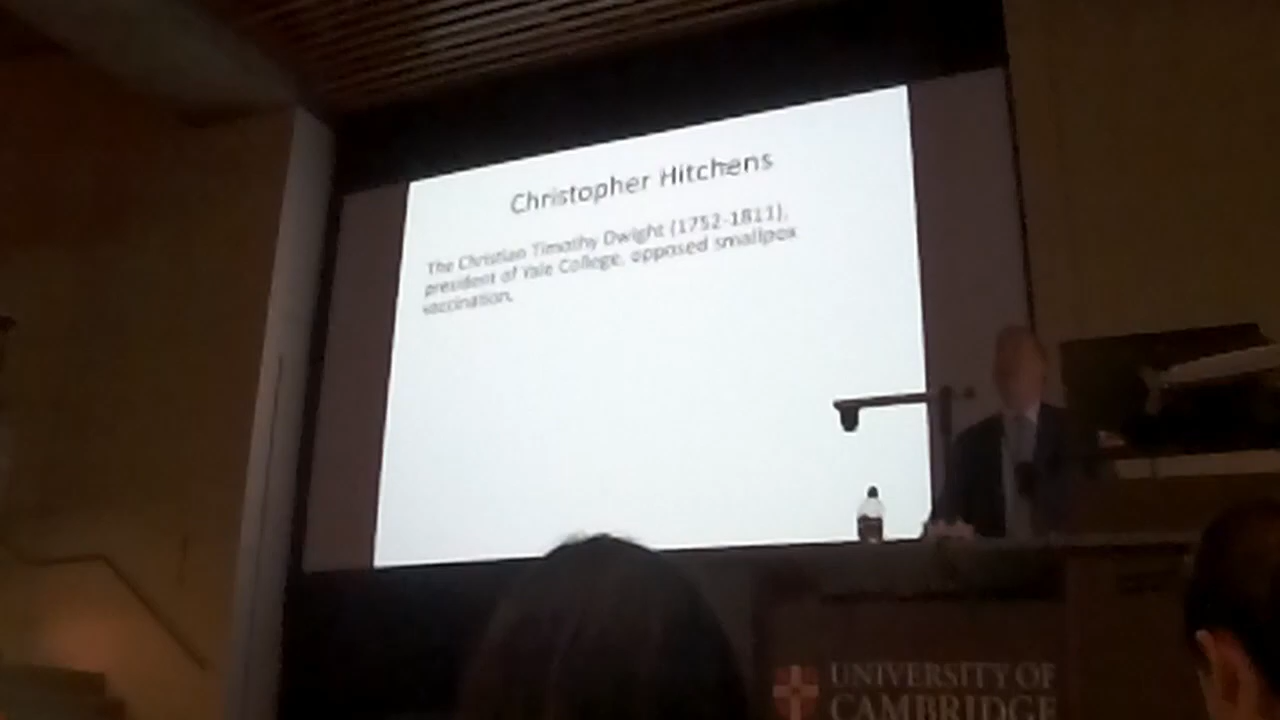 Christopher Hitchens
The Christian Timothy Dwight (1752-1811),
president of Yale College, opposed smallpox
vaccination.
UNIVERSITY OF
CAMBRIDGE